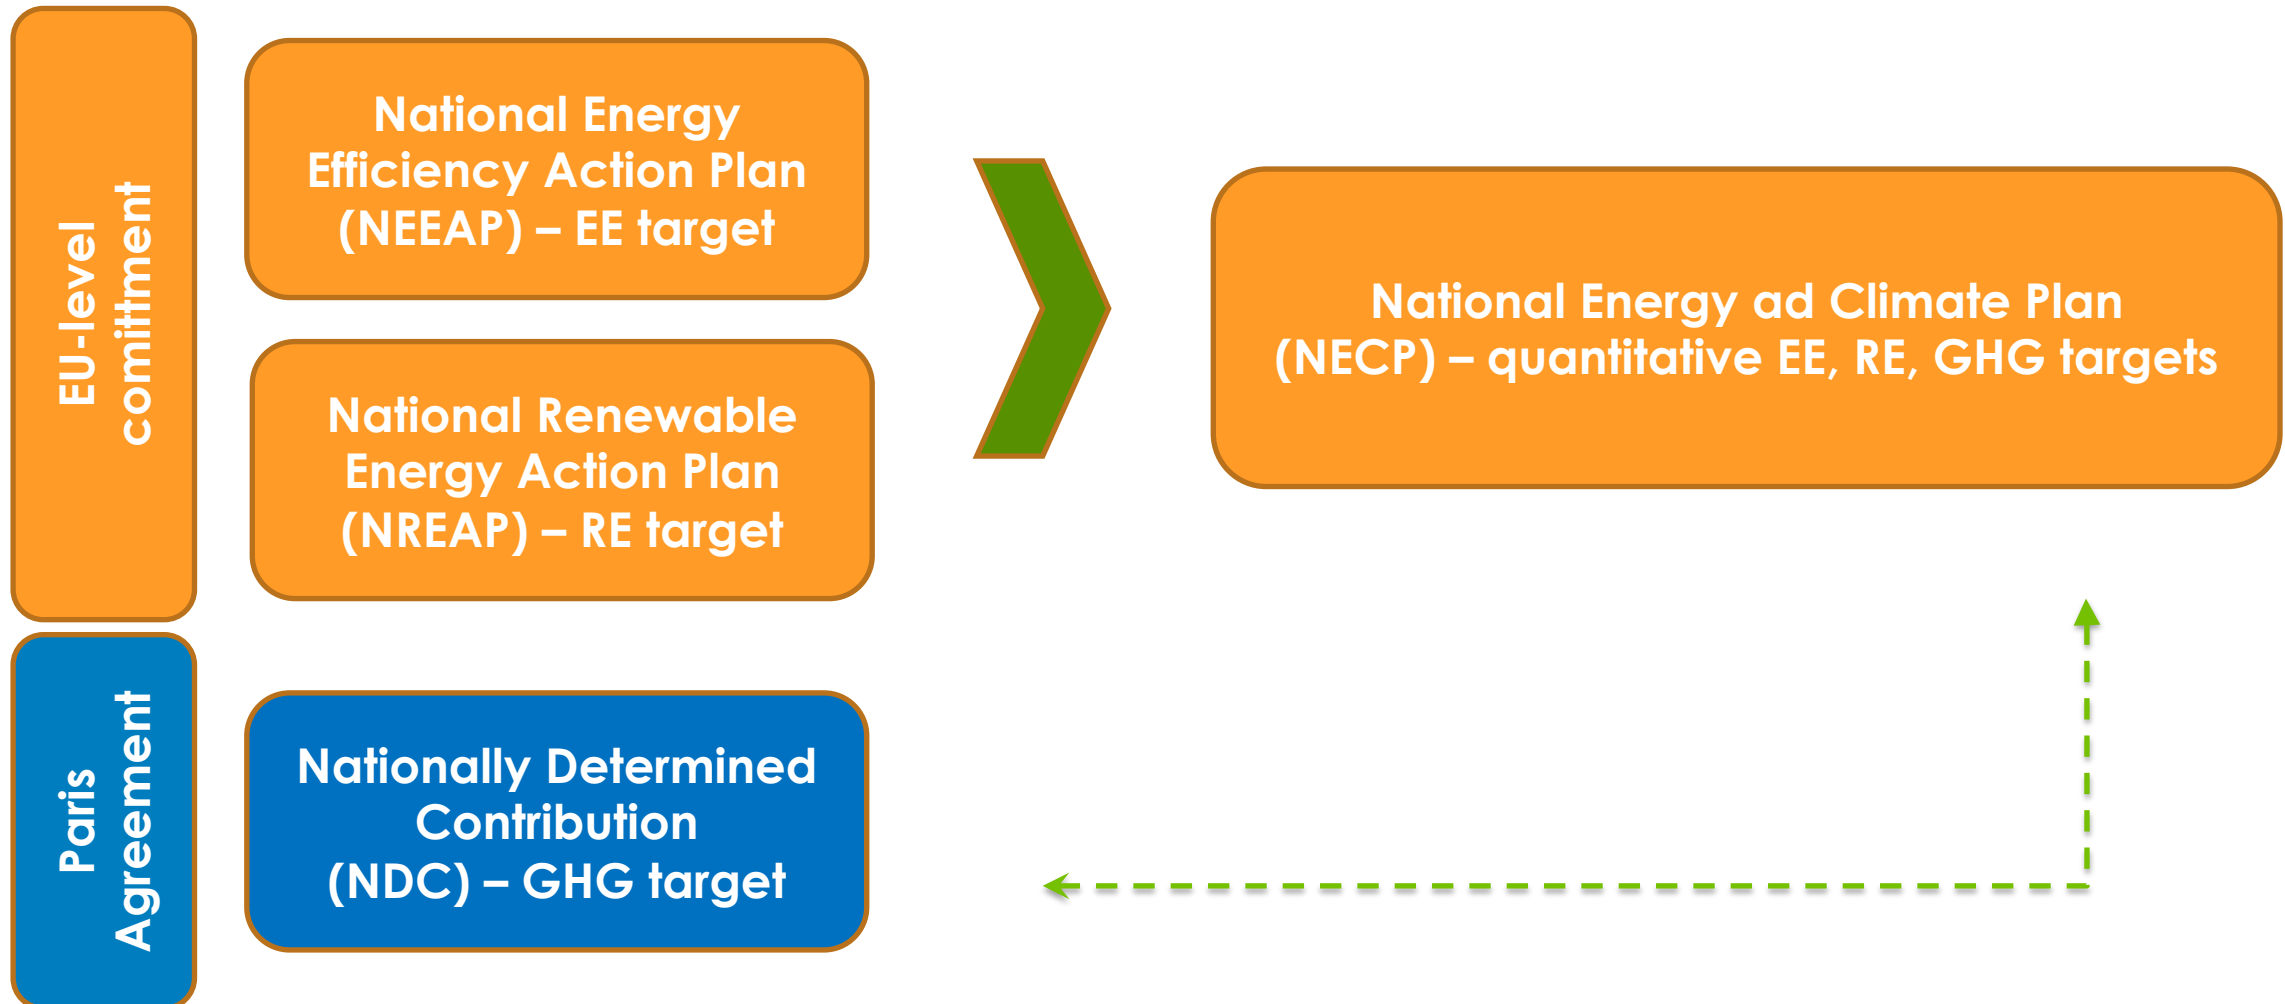 EU-level
comittment
National Energy
Efficiency Action Plan
(NEEAP) – EE target
National Renewable
Energy Action Plan
(NREAP) – RE target
National Energy ad Climate Plan
(NECP) – quantitative EE, RE, GHG targets
Paris
Agreement
Nationally Determined
Contribution
(NDC) – GHG target